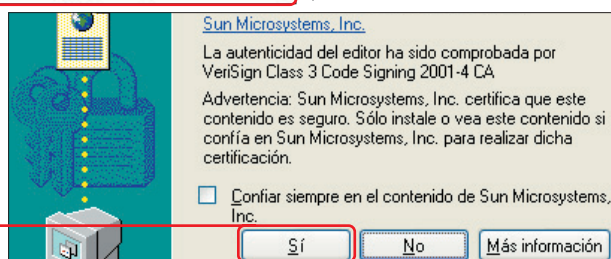 Sun Microsystems, Inc.
La autenticidad del editor ha sido comprobada por
VeriSign Class 3 Code Signing 2001-4 CA
Advertencia: Sun Microsystems, Inc. certifica que este
contenido es seguro. Sólo instale o vea este contenido si
confía en Sun Microsystems, Inc. para realizar dicha
certificación.
Confiar siempre en el contenido de Sun Microsystems,
Inc.
Sí No Más información